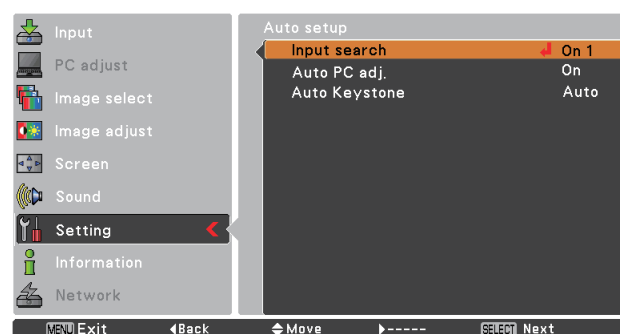 Input
PC adjust
Image select
Image adjust
Screen
Sound
Setting
Information
Network
Auto setup
Input search On 1
Auto PC adj. On
Auto Keystone Auto
MENU Exit Back Move ----- SELECT Next